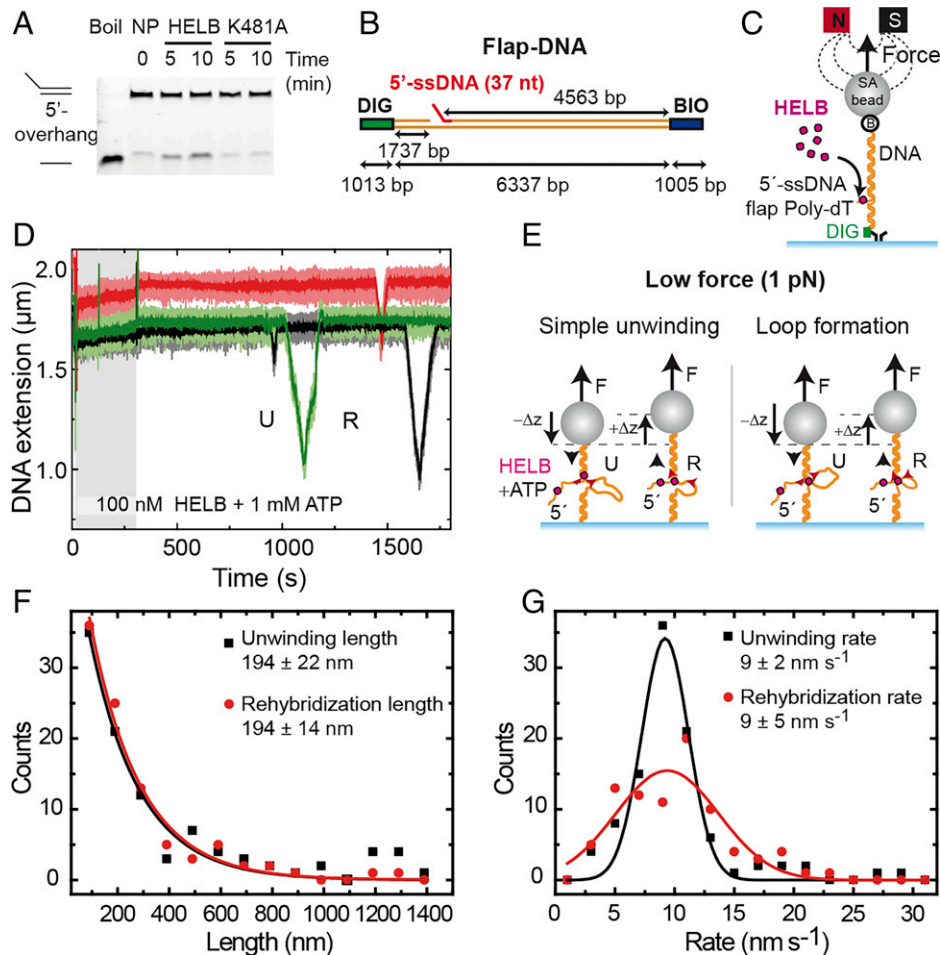 A
Boil NP HELB K481A
0 5 10 5 10 Time
(min)
5'-
overhang
B
Flap-DNA
5'-ssDNA (37 nt)
DIG
4563 bp
BIO
1737 bp
1013 bp
6337 bp
1005 bp
C
N
S
Force
SA
bead
HELB
B
DNA
5´-ssDNA
flap Poly-dT
DIG
D
DNA extension (µm)
2.0
1.5
1.0
U R
100 nM HELB + 1 mM ATP
0 500 1000 1500
Time (s)
E
Low force (1 pN)
Simple unwinding
Loop formation
F
F
F
F
−Δz
+Δz
−Δz
+Δz
HELB
+ATP
U
R
U
R
5´
5´
5´
5´
F
Counts
30
20
10
0
Unwinding length
194 ± 22 nm
Rehybridization length
194 ± 14 nm
200 400 600 800 1000 1200 1400
Length (nm)
G
Counts
40
30
20
10
0
Unwinding rate
9 ± 2 nm s⁻¹
Rehybridization rate
9 ± 5 nm s⁻¹
0 5 10 15 20 25 30
Rate (nm s⁻¹)